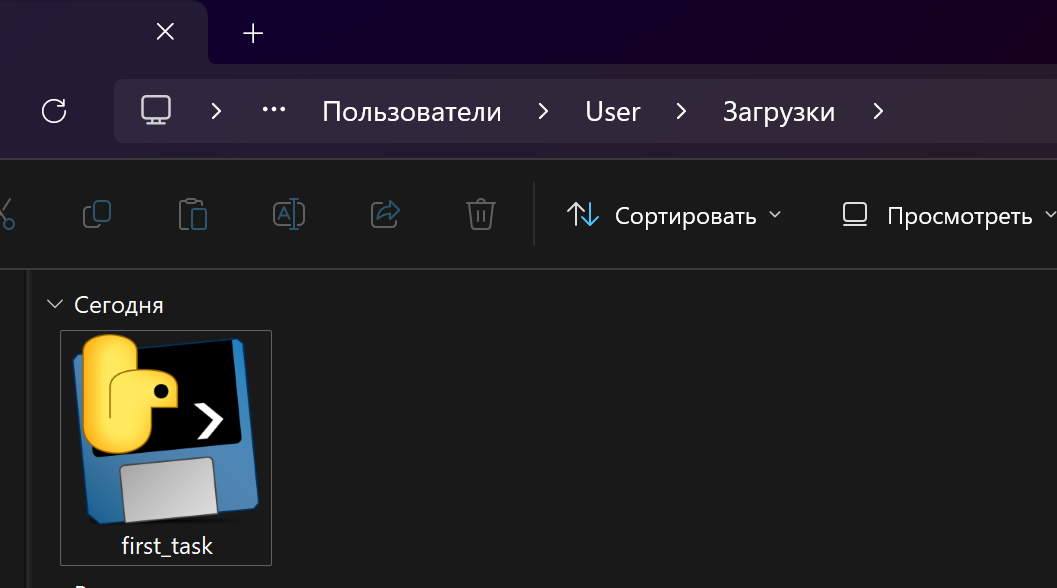 Пользователи User Загрузки
Сортировать Просмотреть
Сегодня
first_task